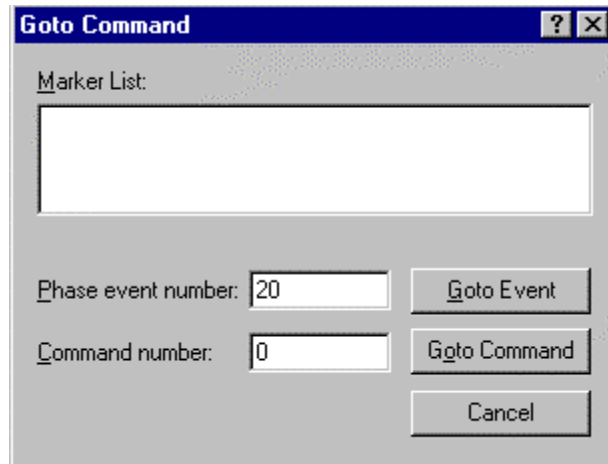 Goto Command
Marker List:
Phase event number: 20 Goto Event
Command number: 0 Goto Command
Cancel